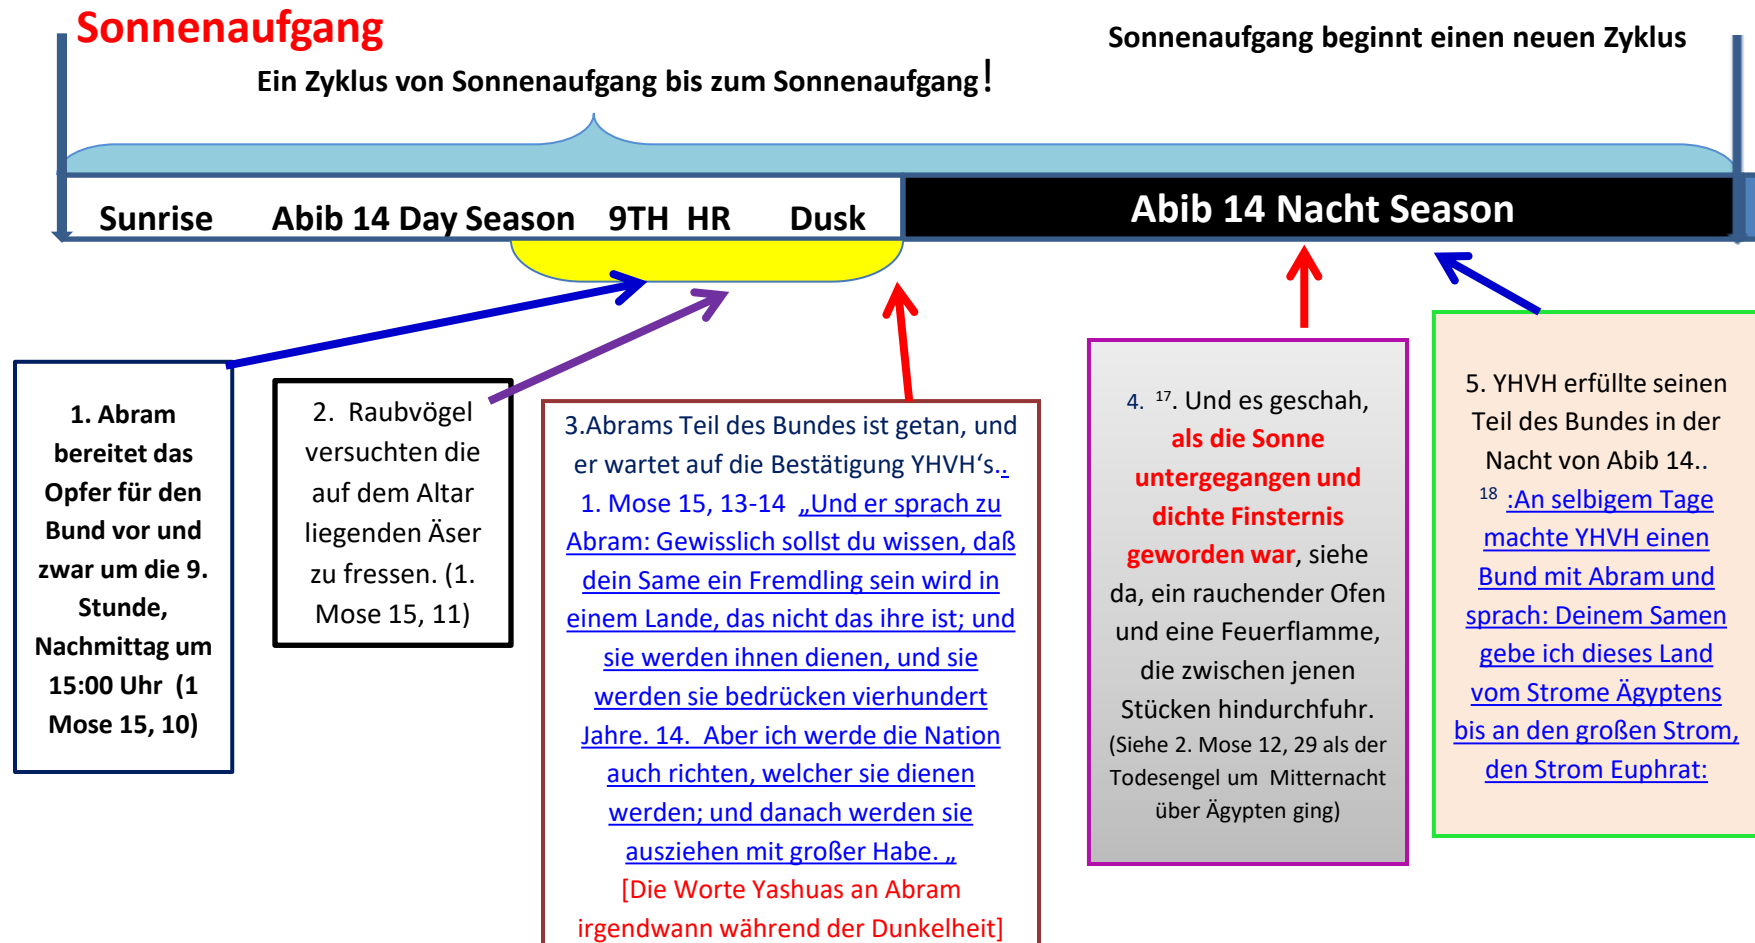 Sonnenaufgang
Sonnenaufgang beginnt einen neuen Zyklus
Ein Zyklus von Sonnenaufgang bis zum Sonnenaufgang!
Sunrise Abib 14 Day Season 9TH HR Dusk
Abib 14 Nacht Season
1. Abram
bereitet das
Opfer für den
Bund vor und
zwar um die 9.
Stunde,
Nachmittag um
15:00 Uhr (1
Mose 15, 10)
2. Raubvögel
versuchten die
auf dem Altar
liegenden Äser
zu fressen. (1.
Mose 15, 11)
3.Abrams Teil des Bundes ist getan, und
er wartet auf die Bestätigung YHVH‘s..
1. Mose 15, 13-14 „Und er sprach zu
Abram: Gewisslich sollst du wissen, daß
dein Same ein Fremdling sein wird in
einem Lande, das nicht das ihre ist; und
sie werden ihnen dienen, und sie
werden sie bedrücken vierhundert
Jahre. 14. Aber ich werde die Nation
auch richten, welcher sie dienen
werden; und danach werden sie
ausziehen mit großer Habe. „
[Die Worte Yashuas an Abram
irgendwann während der Dunkelheit]
4. 17. Und es geschah,
als die Sonne
untergegangen und
dichte Finsternis
geworden war, siehe
da, ein rauchender Ofen
und eine Feuerflamme,
die zwischen jenen
Stücken hindurchfuhr.
(Siehe 2. Mose 12, 29 als der
Todesengel um Mitternacht
über Ägypten ging)
5. YHVH erfüllte seinen
Teil des Bundes in der
Nacht von Abib 14..
18 :An selbigem Tage
machte YHVH einen
Bund mit Abram und
sprach: Deinem Samen
gebe ich dieses Land
vom Strome Ägyptens
bis an den großen Strom,
den Strom Euphrat: